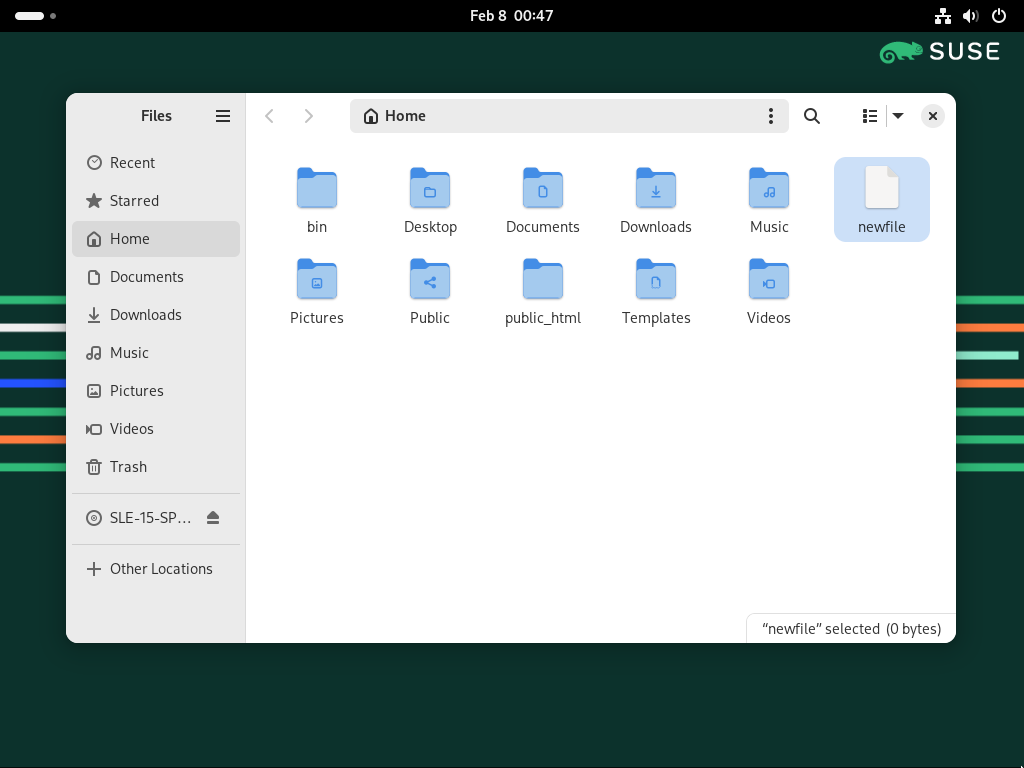 Feb 8 00:47
SUSE
Files
Home
Recent
Starred
Home
Documents
Downloads
Music
Pictures
Videos
Trash
SLE-15-SP…
Other Locations
bin
Desktop
Documents
Downloads
Music
newfile
Pictures
Public
public_html
Templates
Videos
“newfile” selected (0 bytes)